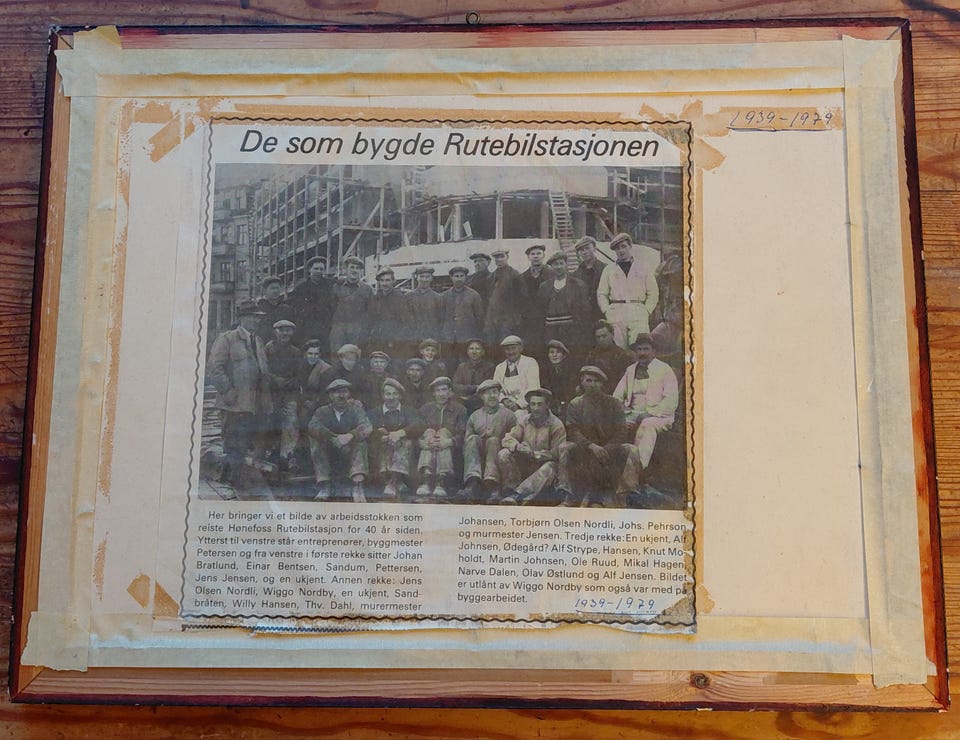 1939-1979
De som bygde Rutebilstasjonen
Her bringer vi et bilde av arbeidsstokken som
reiste Hønefoss Rutebilstasjon for 40 år siden.
Ytterst til venstre står entreprenører, byggmester
Petersen og fra venstre i første rekke sitter Johan
Bratlund, Einar Bentsen, Sandum, Pettersen,
Jens Jensen, og en ukjent. Annen rekke: Jens
Olsen Nordli, Wiggo Nordby, en ukjent, Sand-
bråten, Willy Hansen, Thv. Dahl, murermester
Johansen, Torbjørn Olsen Nordli, Johs. Pehrson
og murmester Jensen. Tredje rekke: En ukjent, Alf
Johnsen, Ødegård? Alf Strype, Hansen, Knut Mo-
holdt, Martin Johnsen, Ole Ruud, Mikal Hagen,
Narve Dalen, Olav Østlund og Alf Jensen. Bildet
er utlånt av Wiggo Nordby som også var med på
byggearbeidet.
1939-1979